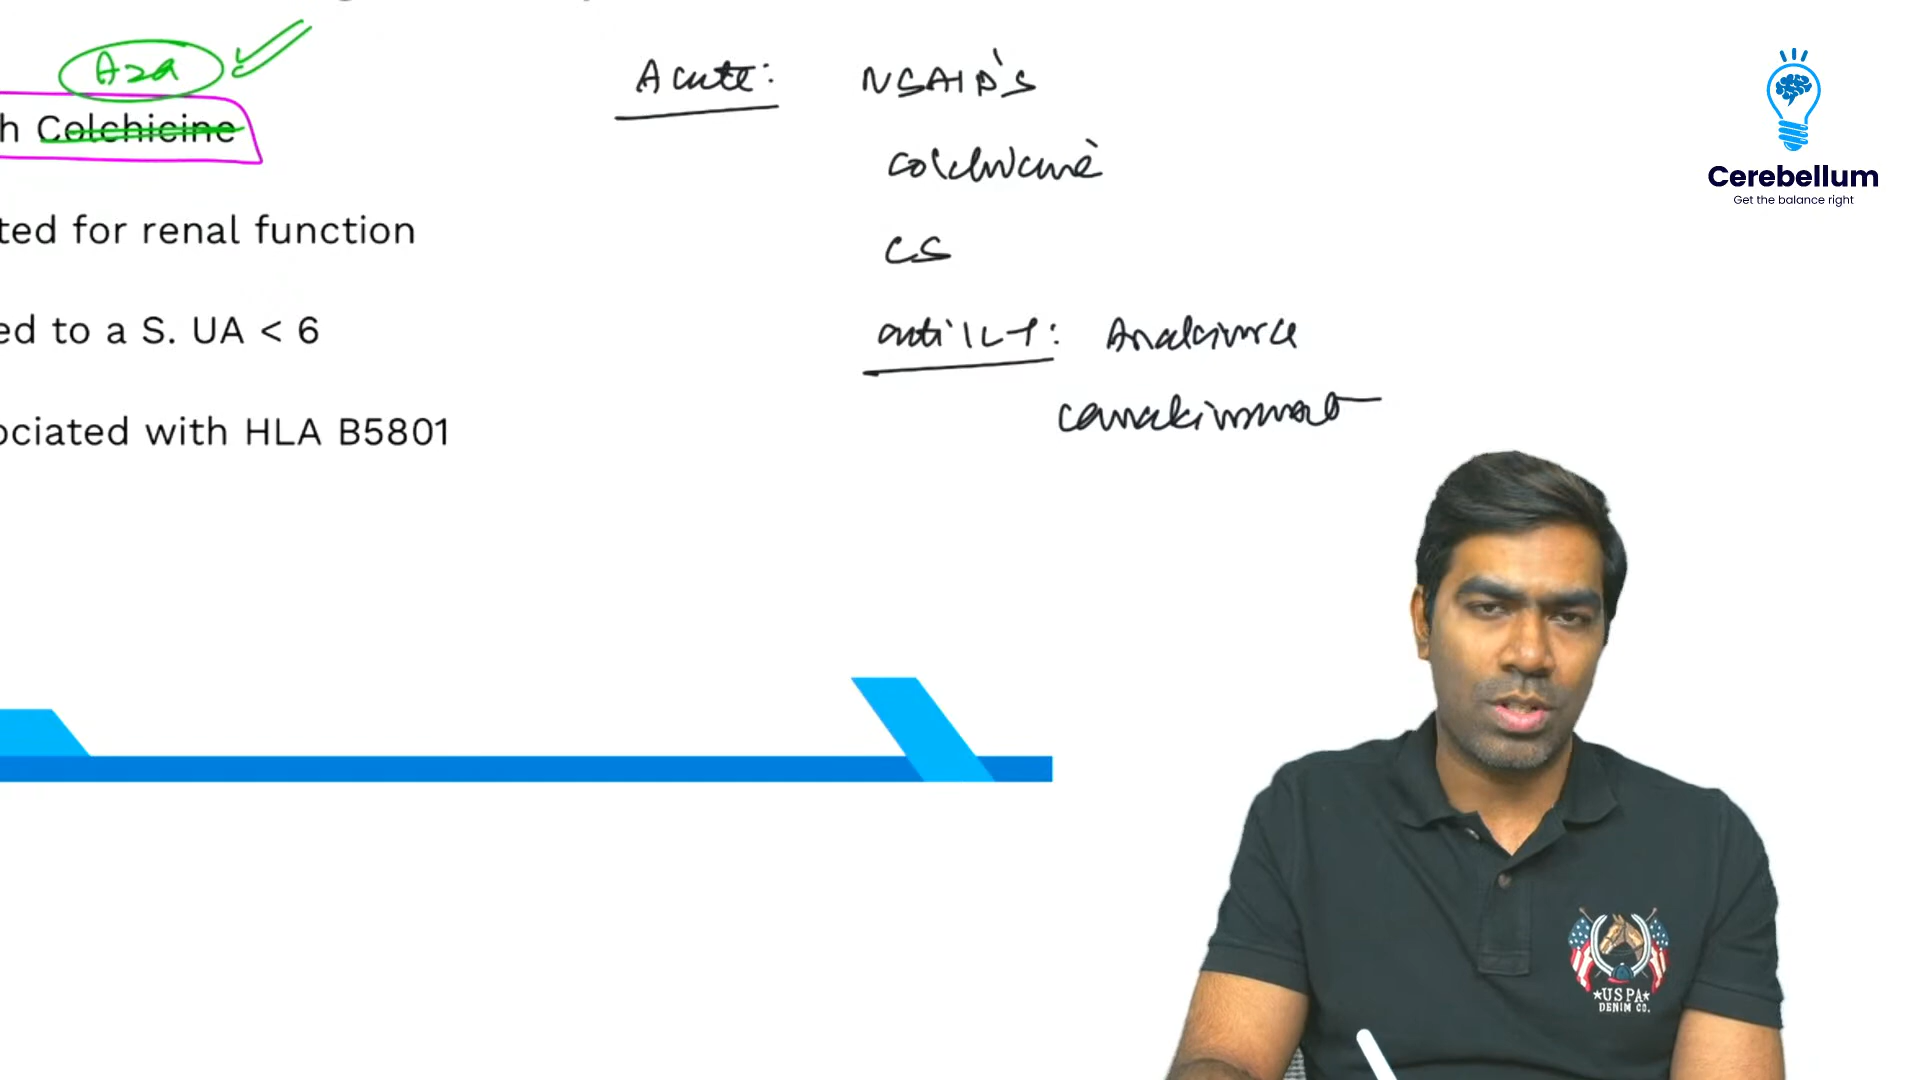 Aza
h Colchicine
ted for renal function
ed to a S. UA < 6
ociated with HLA B5801
Acute: NSAID's
colchicine
CS
anti IL-1: Anakinra
canakinumab
Cerebellum
Get the balance right
USPA
DENIM CO.